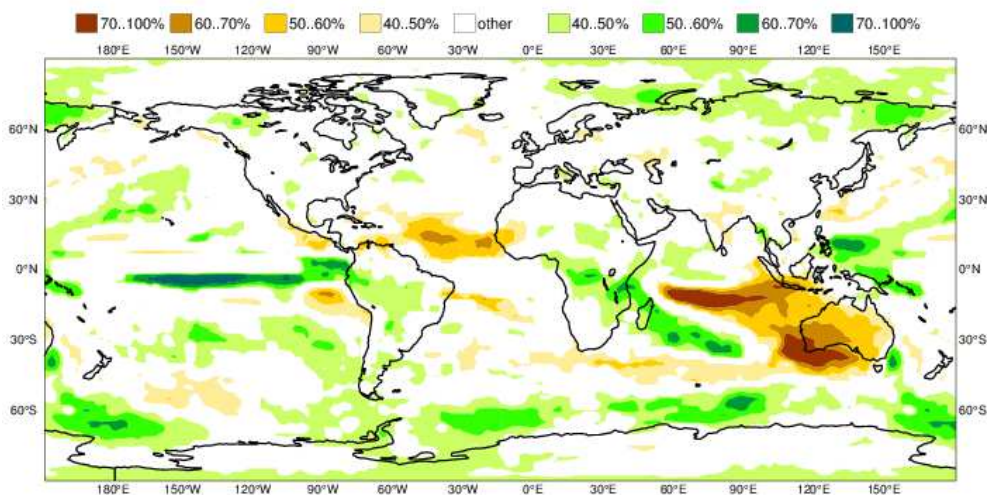 70..100% 60..70% 50..60% 40..50% other 40..50% 50..60% 60..70% 70..100%
180°E 150°W 120°W 90°W 60°W 30°W 0°E 30°E 60°E 90°E 120°E 150°E
60°N 60°N
30°N 30°N
0°N 0°N
30°S 30°S
60°S 60°S
180°E 150°W 120°W 90°W 60°W 30°W 0°E 30°E 60°E 90°E 120°E 150°E